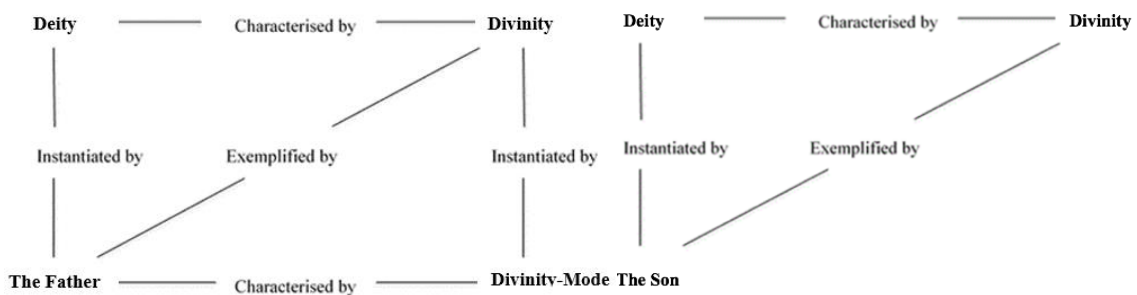 Deity Characterised by Divinity Deity Characterised by Divinity
Instantiated by Exemplified by Instantiated by Instantiated by Exemplified by
The Father Characterised by Divinity-Mode The Son